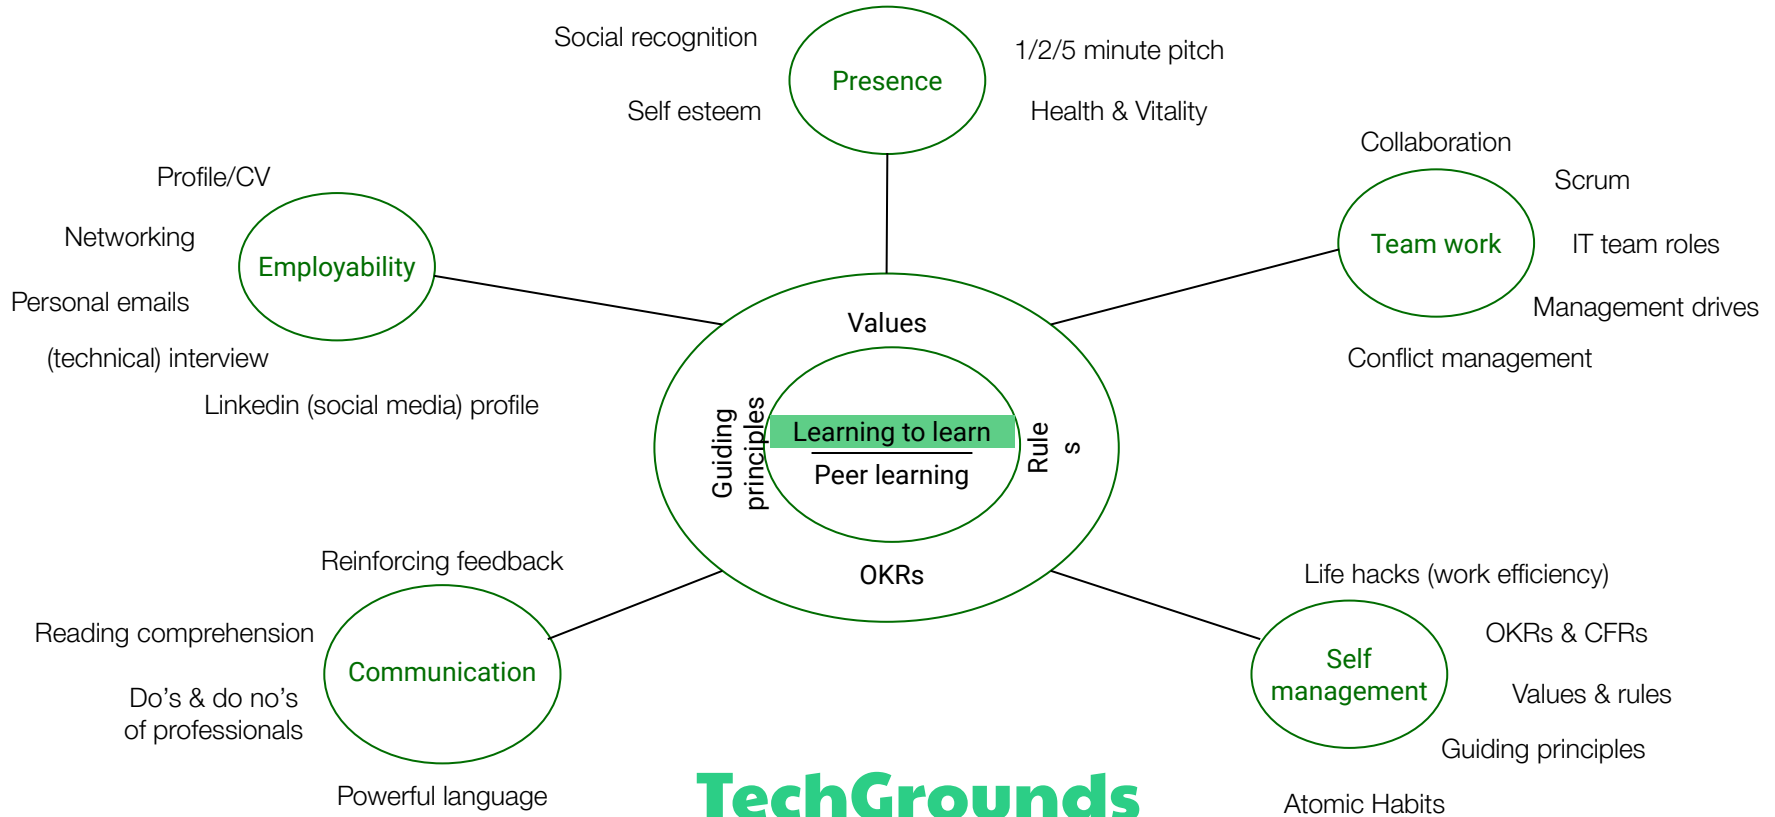 Social recognition
Presence
1/2/5 minute pitch
Self esteem
Health & Vitality
Profile/CV
Networking
Employability
Personal emails
(technical) interview
Linkedin (social media) profile
Collaboration
Scrum
Team work
IT team roles
Management drives
Conflict management
Values
Guiding
principles
Learning to learn
Peer learning
Rule
s
OKRs
Reinforcing feedback
Reading comprehension
Communication
Do’s & do no’s
of professionals
Powerful language
Life hacks (work efficiency)
OKRs & CFRs
Self
management
Values & rules
Guiding principles
Atomic Habits
TechGrounds